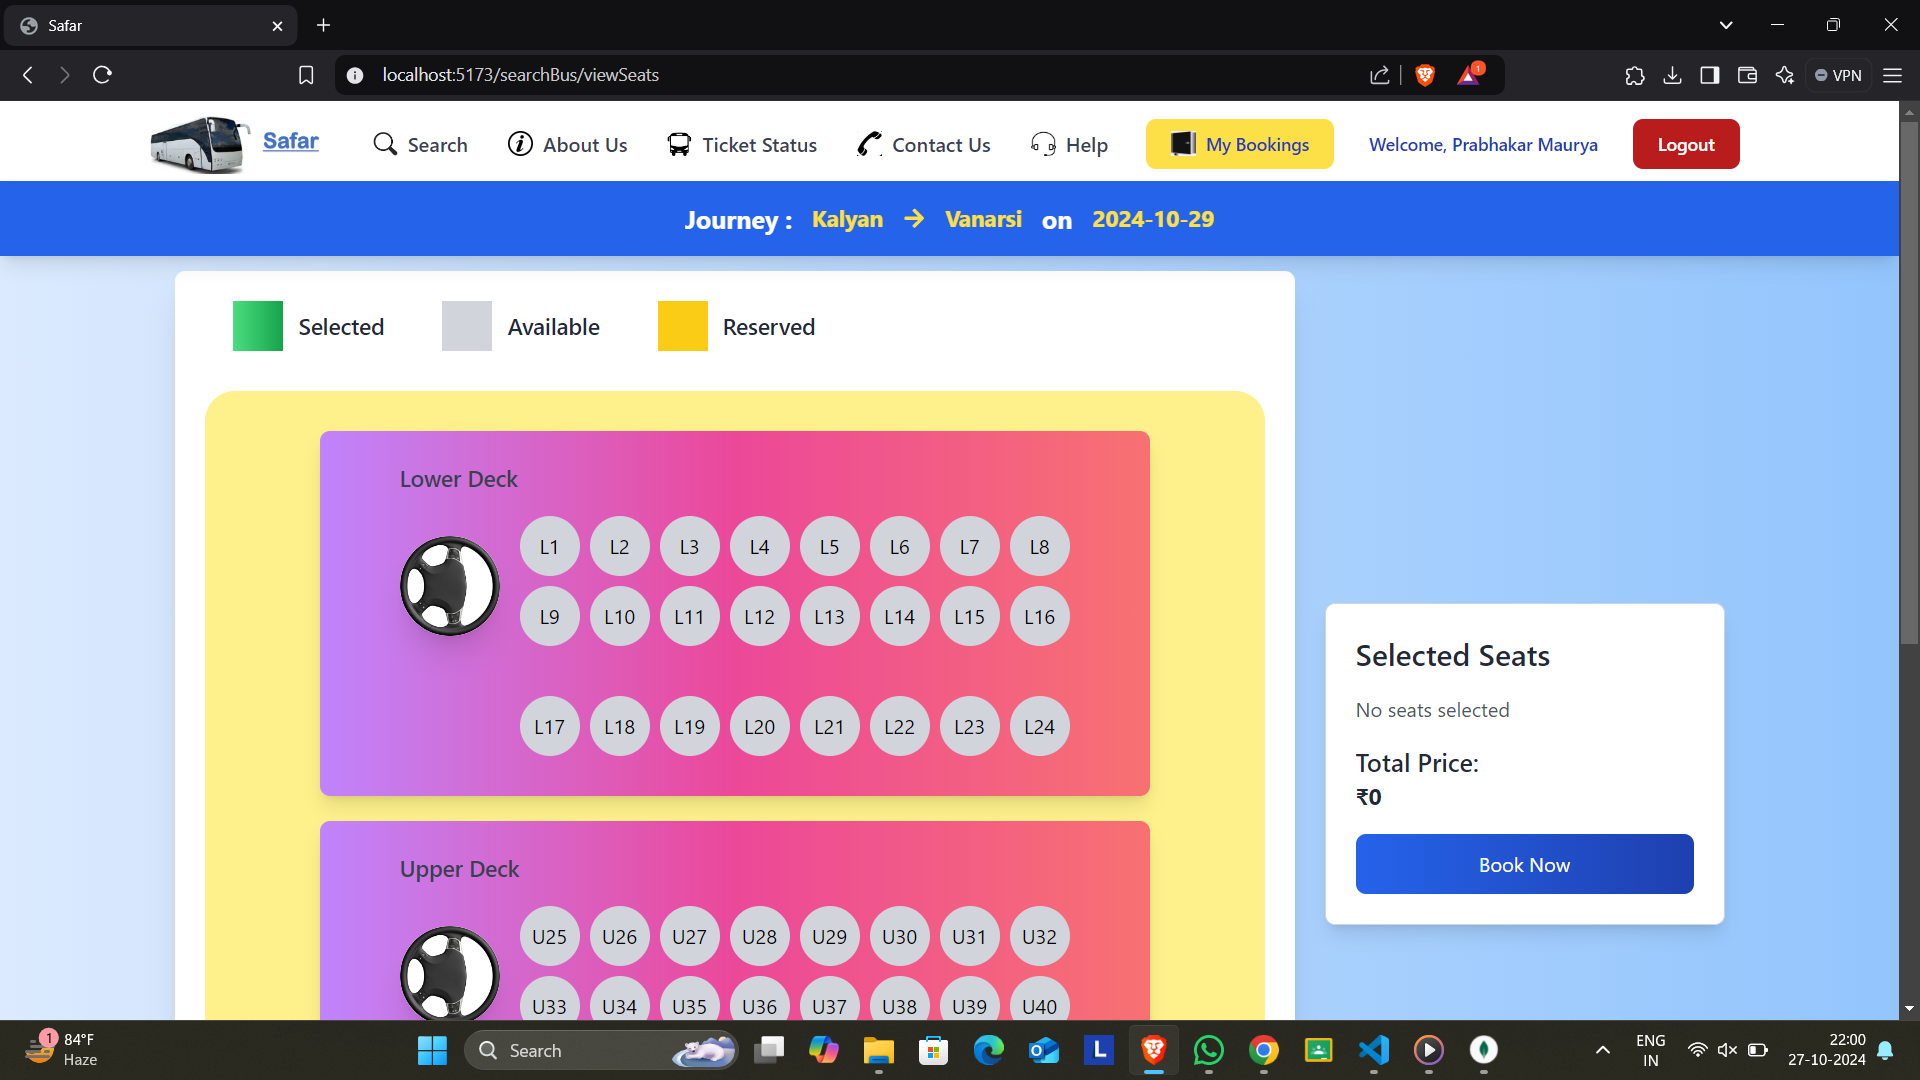 Safar
localhost:5173/searchBus/viewSeats
1
VPN
Safar
Search
About Us
Ticket Status
Contact Us
Help
My Bookings
Welcome, Prabhakar Maurya
Logout
Journey : Kalyan → Vanarsi on 2024-10-29
Selected
Available
Reserved
Lower Deck
L1 L2 L3 L4 L5 L6 L7 L8
L9 L10 L11 L12 L13 L14 L15 L16
L17 L18 L19 L20 L21 L22 L23 L24
Upper Deck
U25 U26 U27 U28 U29 U30 U31 U32
U33 U34 U35 U36 U37 U38 U39 U40
Selected Seats
No seats selected
Total Price:
₹0
Book Now
1
84°F
Haze
Search
L
ENG
IN
22:00
27-10-2024